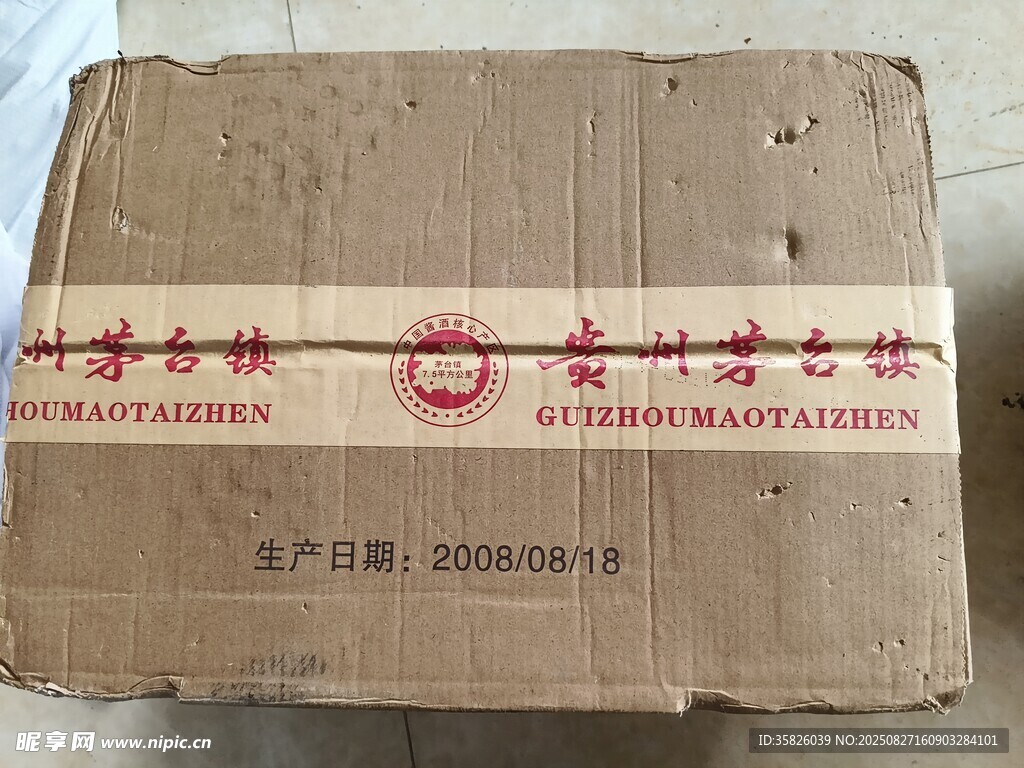 州茅台镇
HOUMAOTAIZHEN
中国酱酒核心产区
茅台镇
7.5平方公里
贵州茅台镇
GUIZHOUMAOTAIZHEN
生产日期：2008/08/18
昵享网 www.nipic.cn
ID:35826039 NO:20250827160903284101